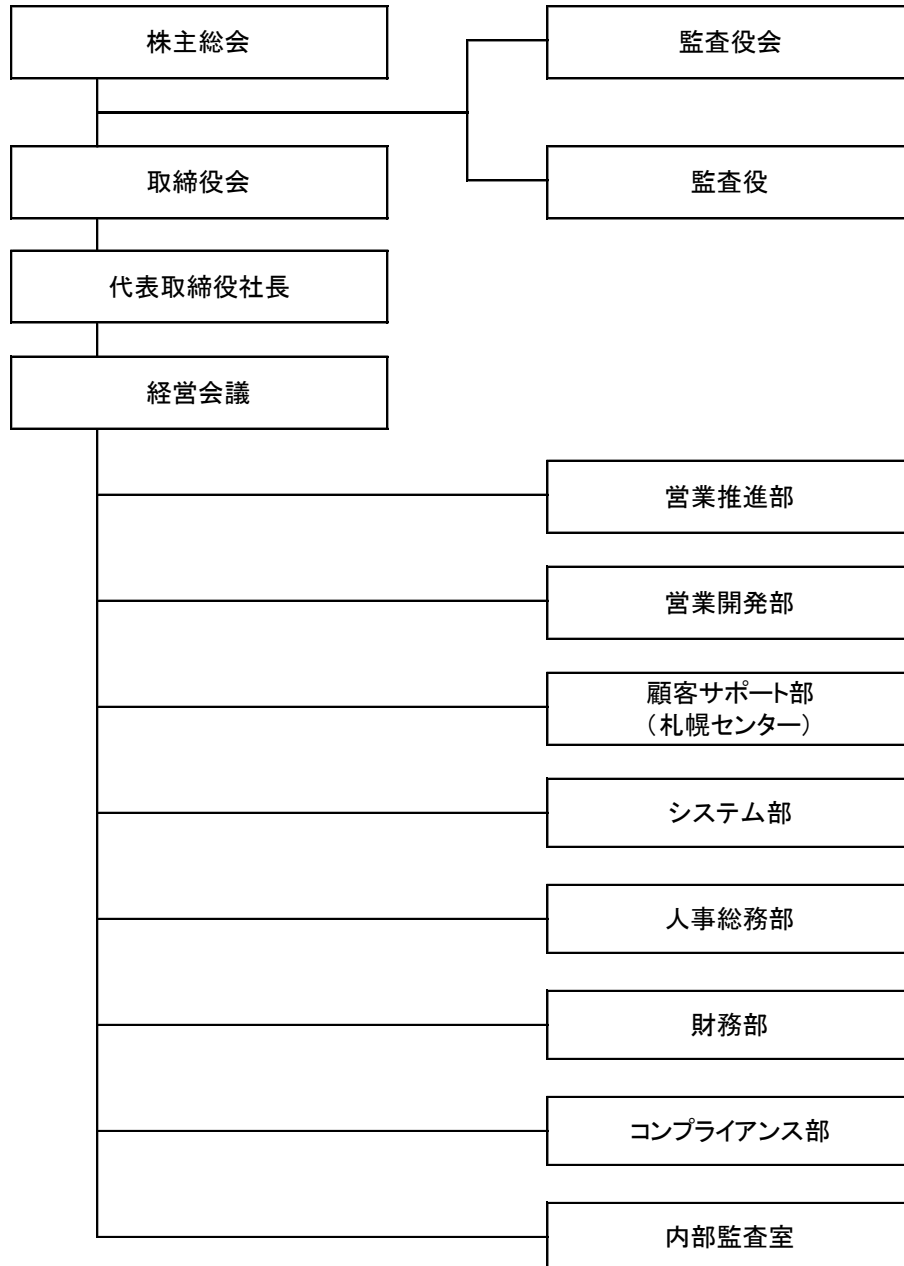 株主総会
監査役会
取締役会
監査役
代表取締役社長
経営会議
営業推進部
営業開発部
顧客サポート部
（札幌センター）
システム部
人事総務部
財務部
コンプライアンス部
内部監査室